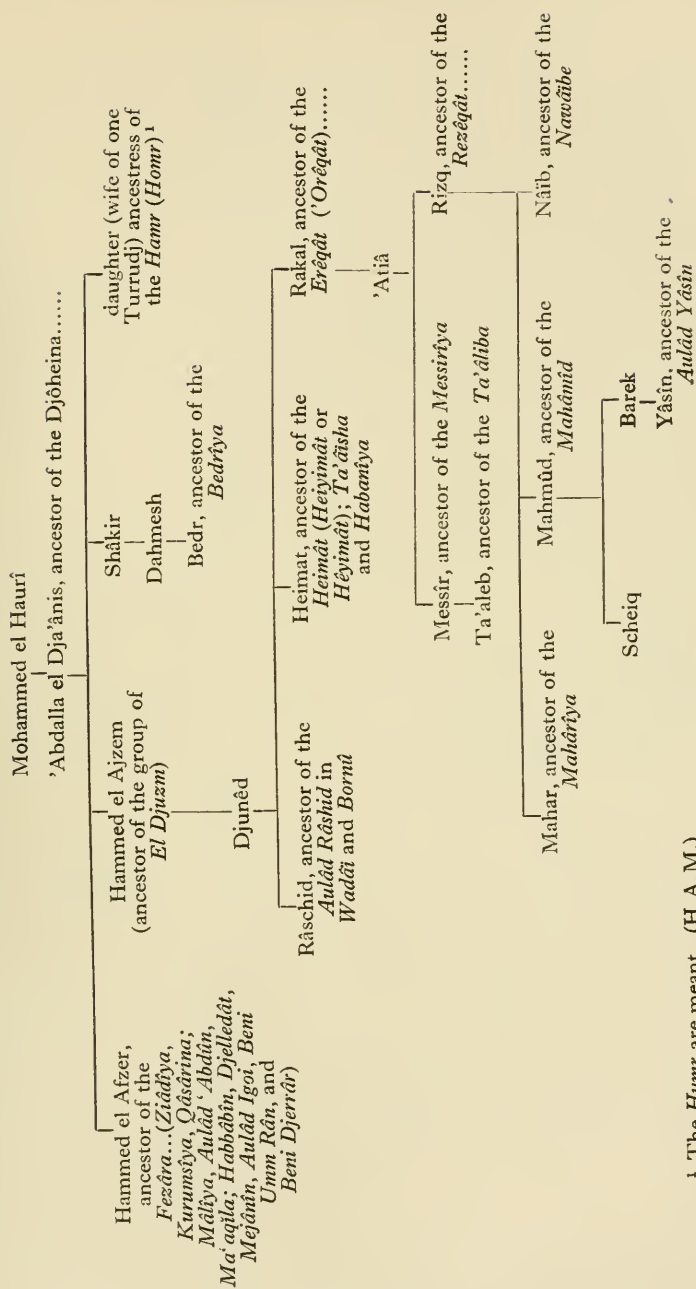 Mohammed el Haurî
'Abdalla el Dja'ânis, ancestor of the Djôheina......
Hammed el Afzer,
ancestor of the
Fezâra...(Ziâdîya,
Kurumsîya, Qâsârina;
Mâlîya, Aulâd 'Abdûn,
Ma'aqîla; Habbâbîn, Djelledât,
Mejânîn, Aulâd Igoi, Beni
Umm Rân, and
Beni Djerrâr)
Hammed el Ajzem
(ancestor of the group of
El Djuzm)
Shâkir
Dahmesh
Bedr, ancestor of the
Bedrîya
daughter (wife of one
Turrudj) ancestress of
the Hamr (Homr) ¹
Djunêd
Râschid, ancestor of the
Aulâd Râshid in
Wadâi and Bornû
Heimat, ancestor of the
Heimât (Heiyimât or
Hêyimât); Ta'âïsha
and Habanîya
Rakal, ancestor of the
Erêqât ('Orêqât)......
'Atiâ
Messîr, ancestor of the Messirîya
Ta'aleb, ancestor of the Ta'âliba
Rizq, ancestor of the
Rezêqât......
Mahar, ancestor of the
Mahârîya
Mahmûd, ancestor of the
Mahâmîd
Nâïb, ancestor of the
Nawâïbe
Scheiq
Barek
Yâsîn, ancestor of the
Aulâd Yâsîn
¹ The Humr are meant. (H.A.M.)